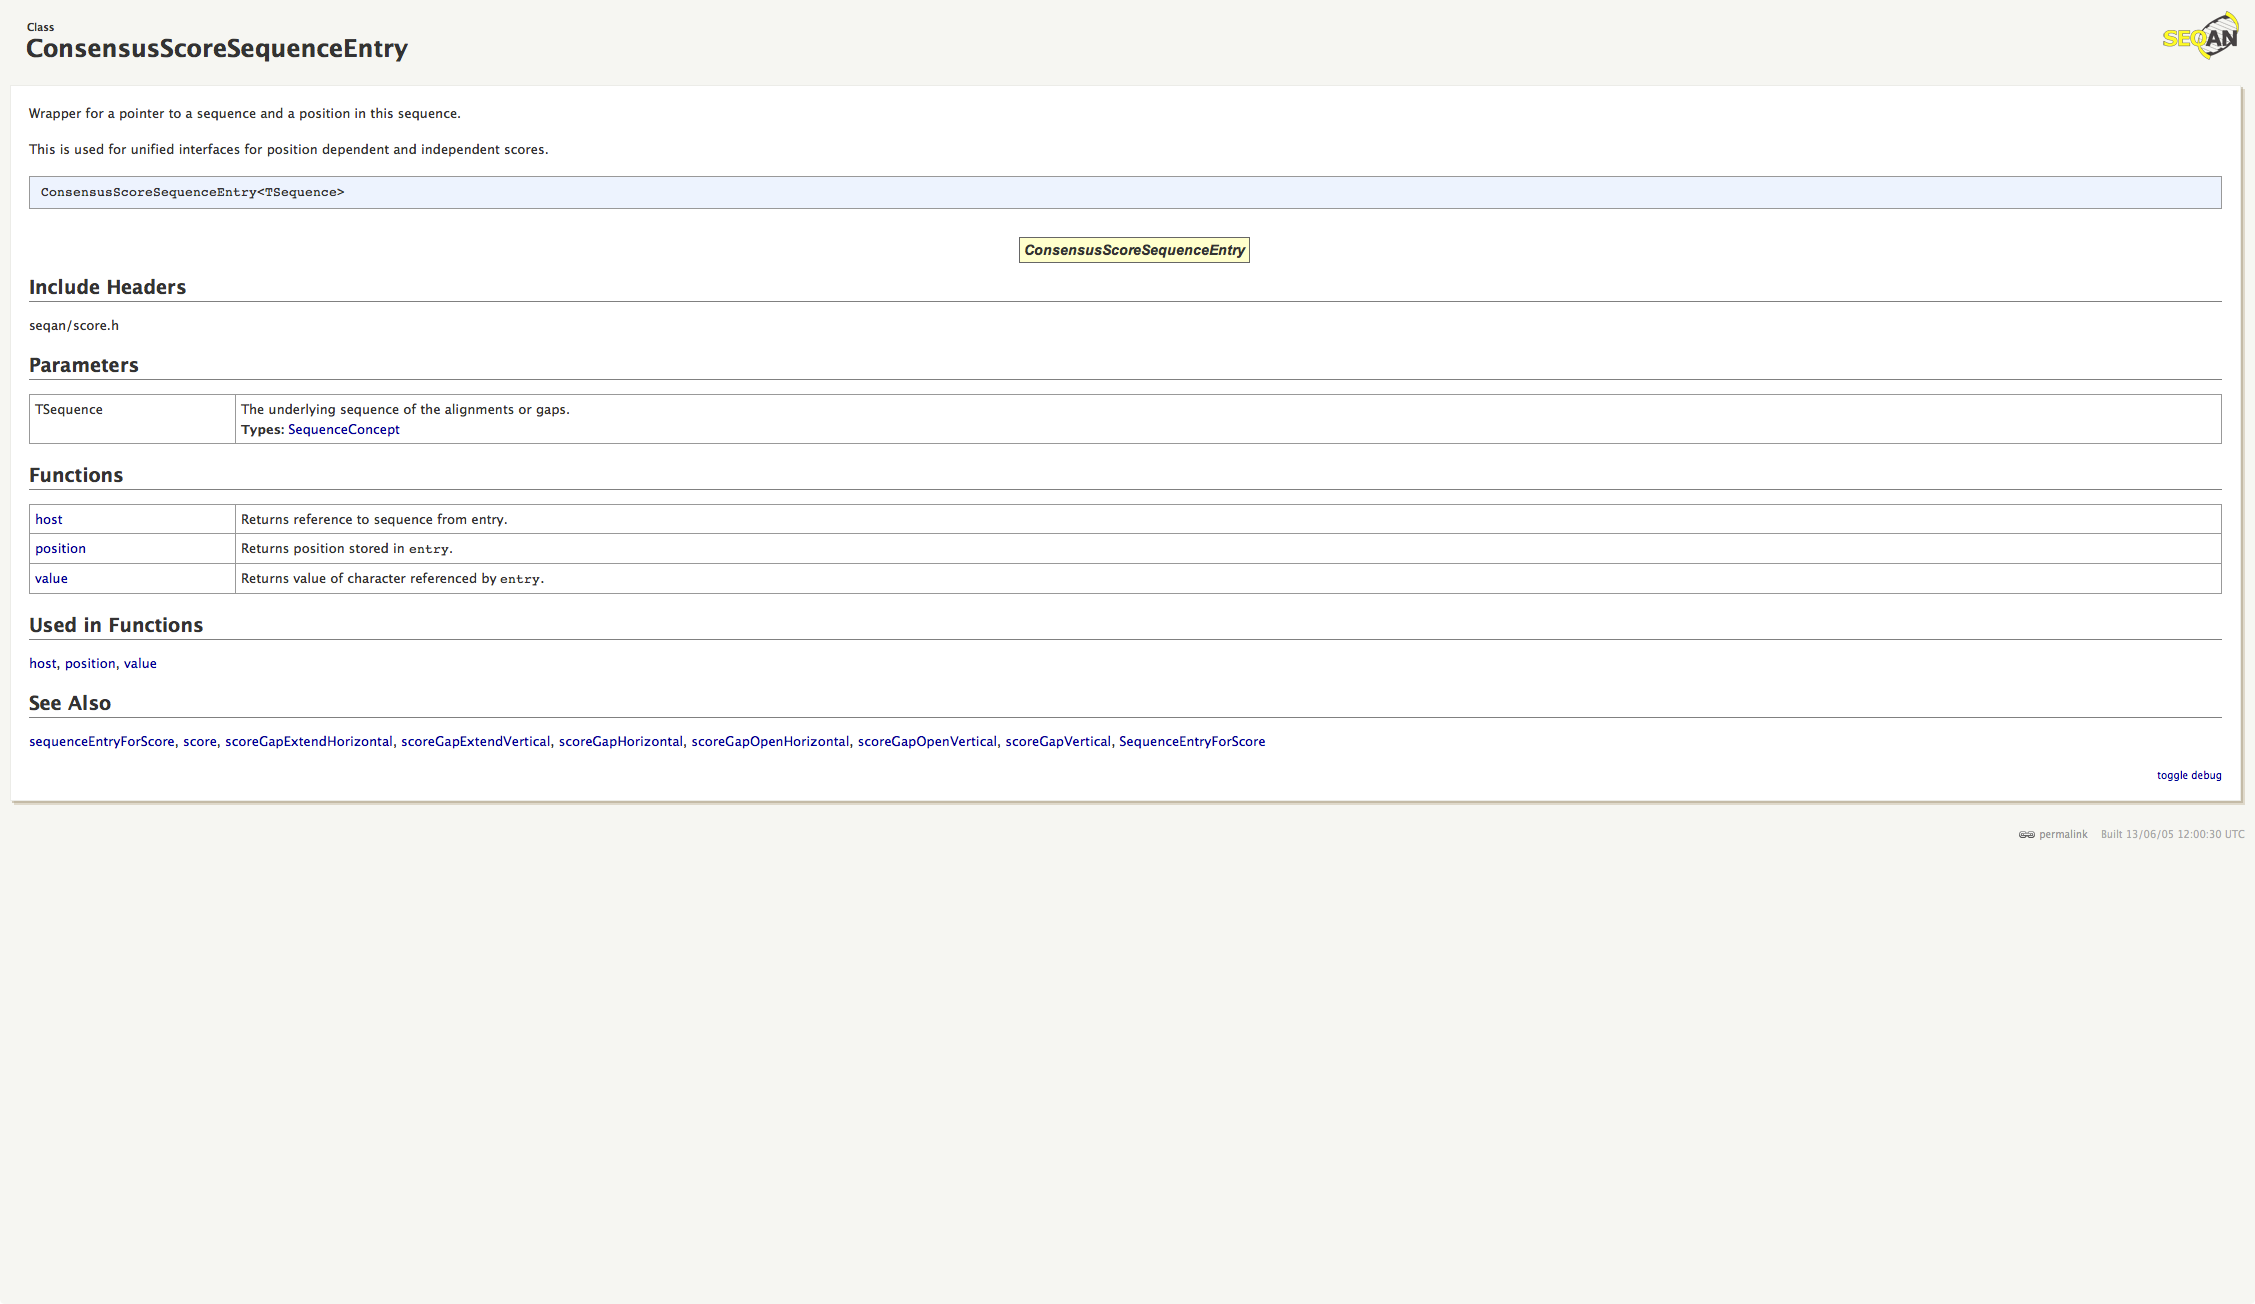 Class
ConsensusScoreSequenceEntry
SEQAN
Wrapper for a pointer to a sequence and a position in this sequence.
This is used for unified interfaces for position dependent and independent scores.
ConsensusScoreSequenceEntry<TSequence>
ConsensusScoreSequenceEntry
Include Headers
seqan/score.h
Parameters
TSequence The underlying sequence of the alignments or gaps.
Types: SequenceConcept
Functions
host Returns reference to sequence from entry.
position Returns position stored in entry.
value Returns value of character referenced by entry.
Used in Functions
host, position, value
See Also
sequenceEntryForScore, score, scoreGapExtendHorizontal, scoreGapExtendVertical, scoreGapHorizontal, scoreGapOpenHorizontal, scoreGapOpenVertical, scoreGapVertical, SequenceEntryForScore
toggle debug
permalink Built 13/06/05 12:00:30 UTC